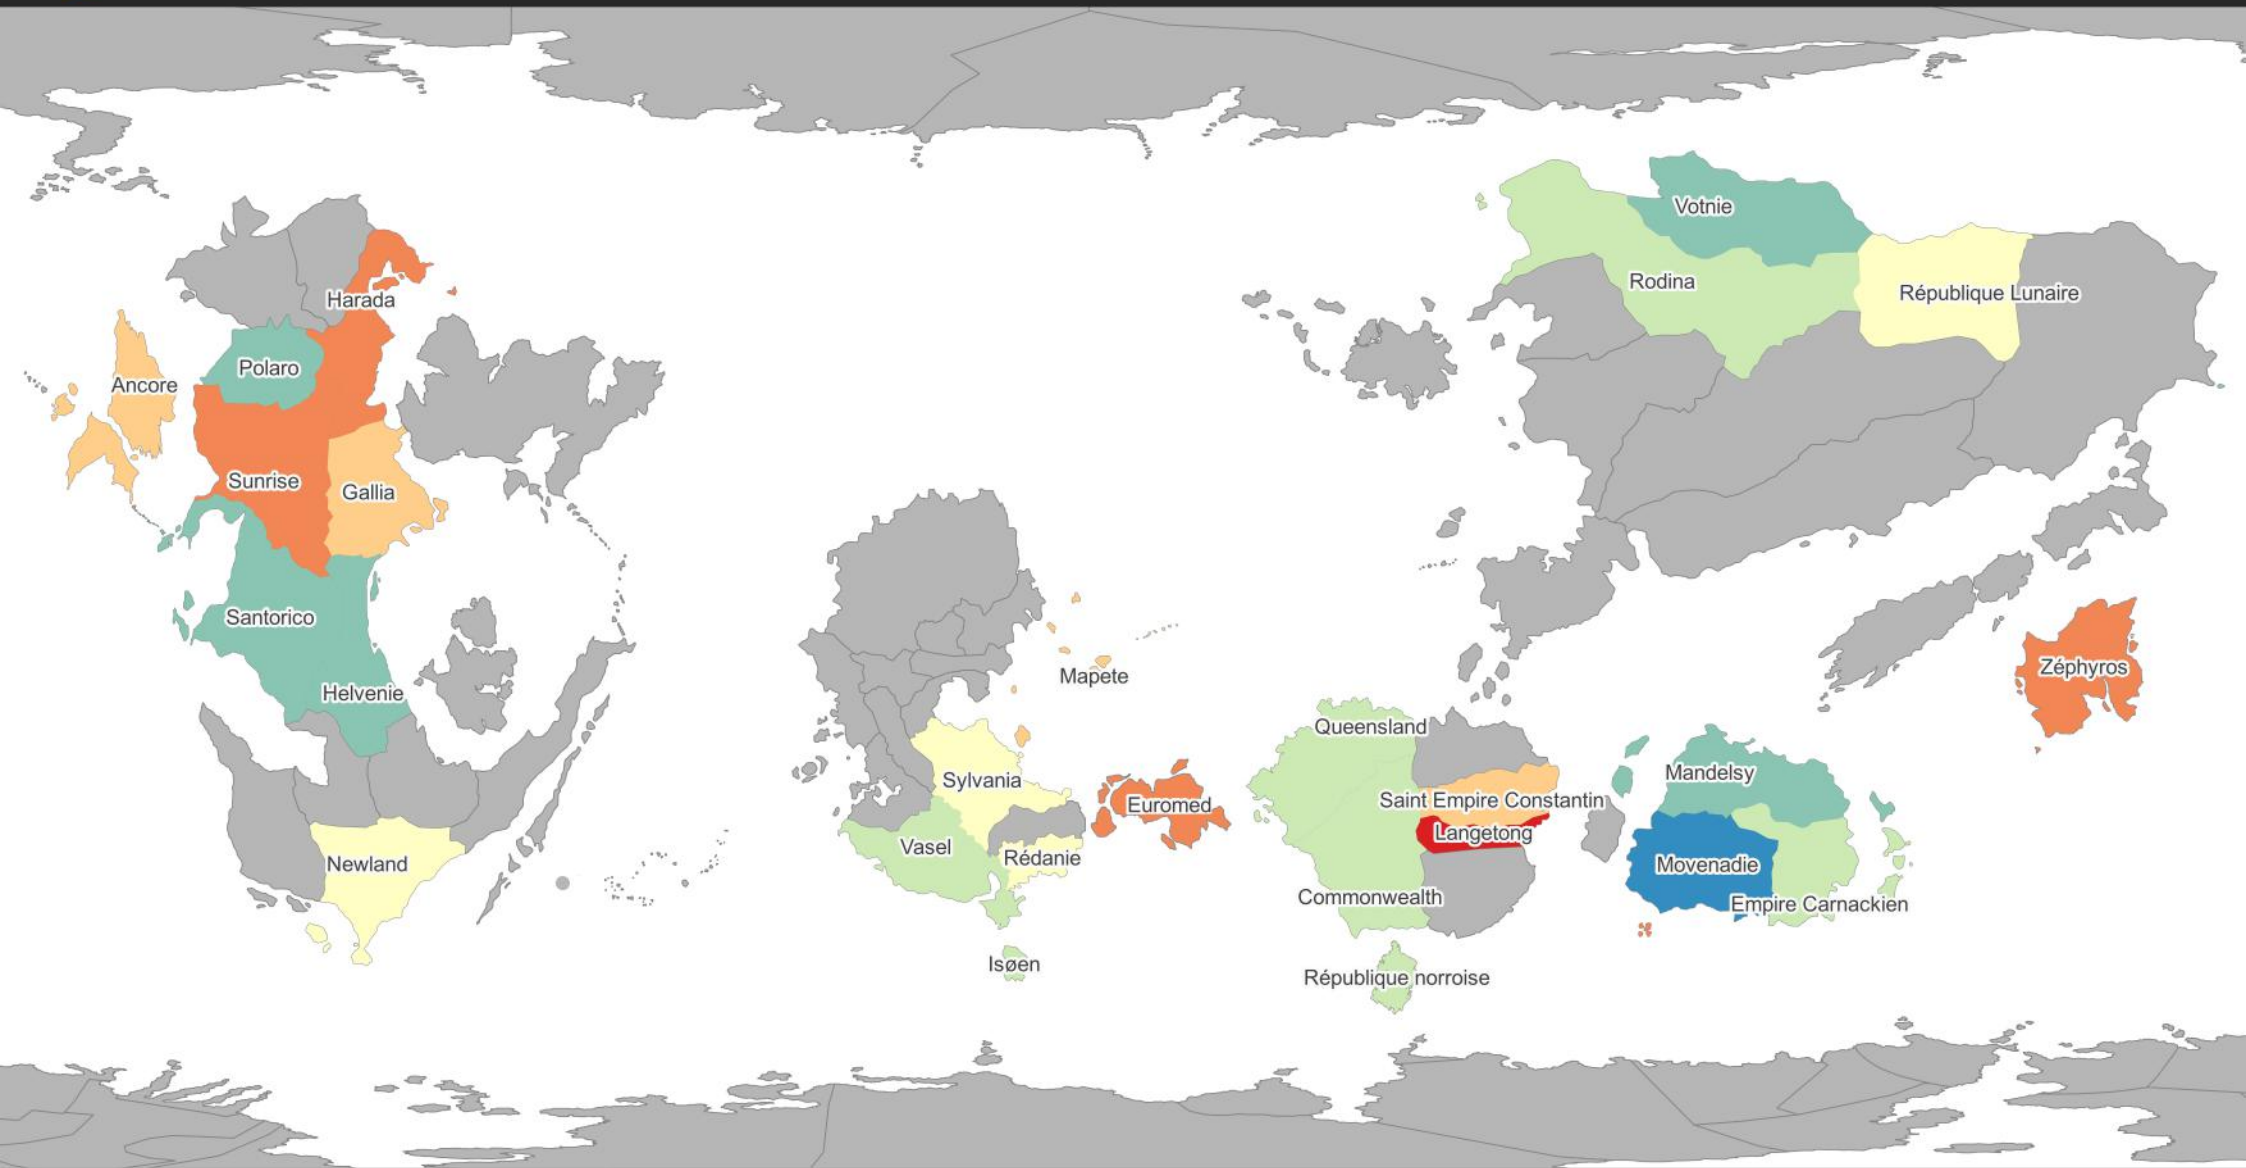 Votnie
Rodina
République Lunaire
Harada
Polaro
Ancore
Sunrise
Gallia
Santorico
Helvenie
Newland
Mapete
Sylvania
Vasel
Rédanie
Isøen
Euromed
Queensland
Saint Empire Constantin
Langetong
Commonwealth
République norroise
Zéphyros
Mandelsy
Movenadie
Empire Carnackien